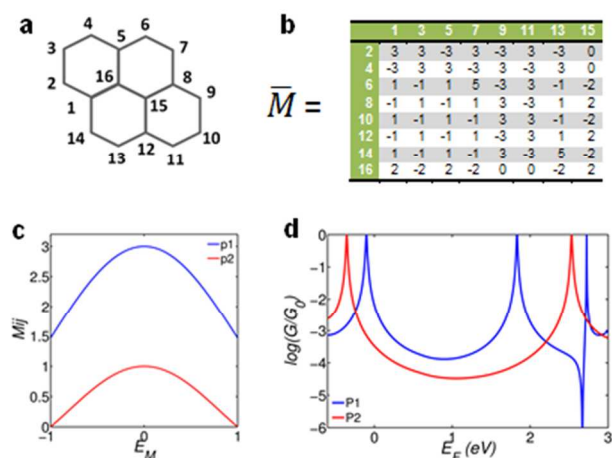 a
4
6
3
5
7
2
16
8
1
15
9
14
12
10
13
11
b
M =
1 3 5 7 9 11 13 15
2 3 3 -3 3 -3 3 -3 0
4 -3 3 3 -3 3 -3 3 0
6 1 -1 1 5 -3 3 -1 -2
8 -1 1 -1 1 3 -3 1 2
10 1 -1 1 -1 3 3 -1 -2
12 -1 1 -1 1 -3 3 1 2
14 1 -1 1 -1 3 -3 5 -2
16 2 -2 2 -2 0 0 -2 2
c
3
2.5
2
1.5
1
0.5
0
-1 0 1
Mij
E_M
p1
p2
d
0
-1
-2
-3
-4
-5
-6
0 1 2 3
log(G/G₀)
E_F (eV)
P1
P2